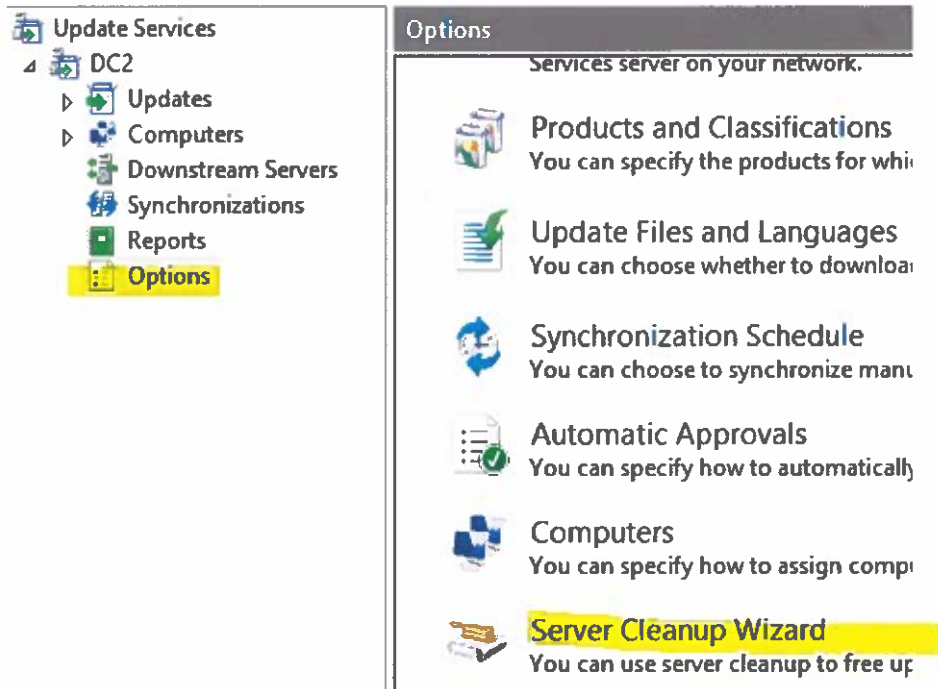 Update Services
DC2
Updates
Computers
Downstream Servers
Synchronizations
Reports
Options
Options
Services server on your network.
Products and Classifications
You can specify the products for whi
Update Files and Languages
You can choose whether to downloa
Synchronization Schedule
You can choose to synchronize manu
Automatic Approvals
You can specify how to automatically
Computers
You can specify how to assign compu
Server Cleanup Wizard
You can use server cleanup to free up